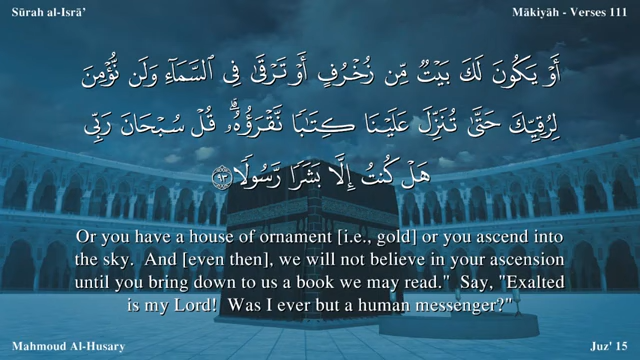 Sūrah al-Isrā’
Mākiyāh - Verses 111
أَوْ يَكُونَ لَكَ بَيْتٌ مِّن زُخْرُفٍ أَوْ تَرْقَىٰ فِى السَّمَآءِ وَلَن نُّؤْمِنَ
لِرُقِيِّكَ حَتَّىٰ تُنَزِّلَ عَلَيْنَا كِتَٰبًا نَّقْرَؤُهُۥ ۗ قُلْ سُبْحَانَ رَبِّى
هَلْ كُنتُ إِلَّا بَشَرًا رَّسُولًا ٩٣
Or you have a house of ornament [i.e., gold] or you ascend into
the sky.  And [even then], we will not believe in your ascension
until you bring down to us a book we may read."  Say, "Exalted
is my Lord!  Was I ever but a human messenger?"
Mahmoud Al-Husary
Juz' 15